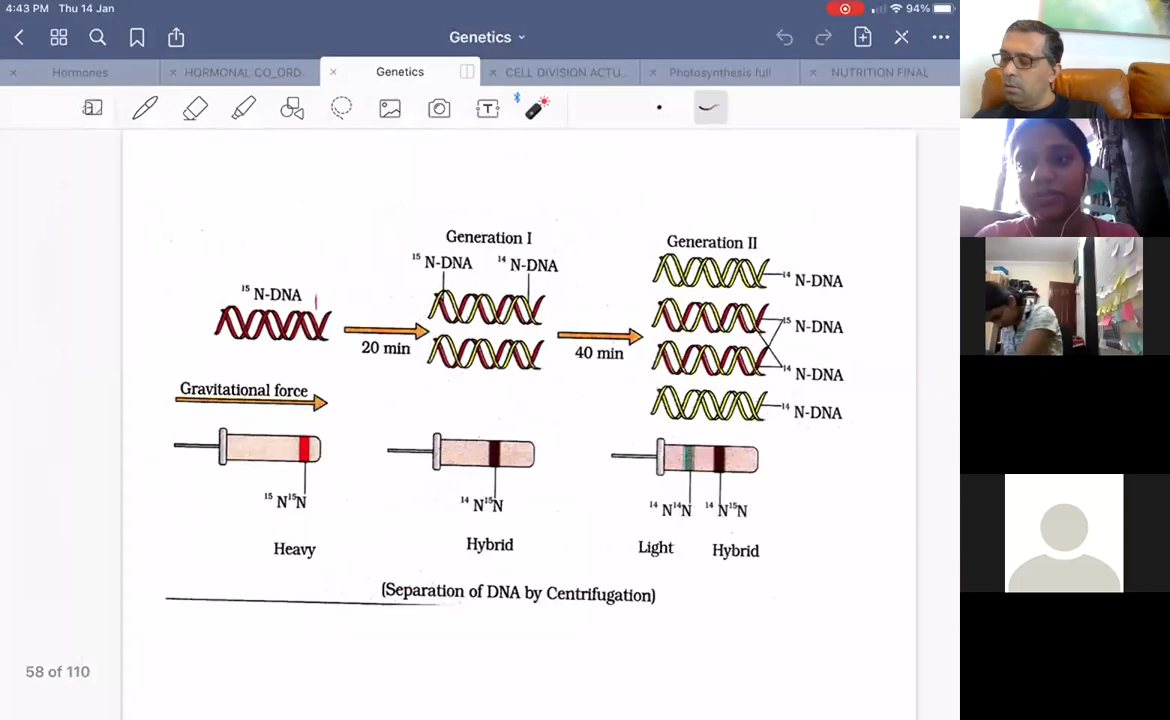 4:43 PM Thu 14 Jan
94%
Genetics
Hormones
HORMONAL CO_ORD
Genetics
CELL DIVISION ACTU...
Photosynthesis full
NUTRITION FINAL
T
Generation I
Generation II
¹⁵ N-DNA ¹⁴ N-DNA
¹⁴ N-DNA
¹⁵ N-DNA
¹⁵ N-DNA
20 min
40 min
¹⁴ N-DNA
Gravitational force
¹⁴ N-DNA
¹⁵ N¹⁵N
¹⁴ N¹⁵N
¹⁴ N¹⁴N ¹⁴ N¹⁵N
Heavy
Hybrid
Light Hybrid
(Separation of DNA by Centrifugation)
58 of 110